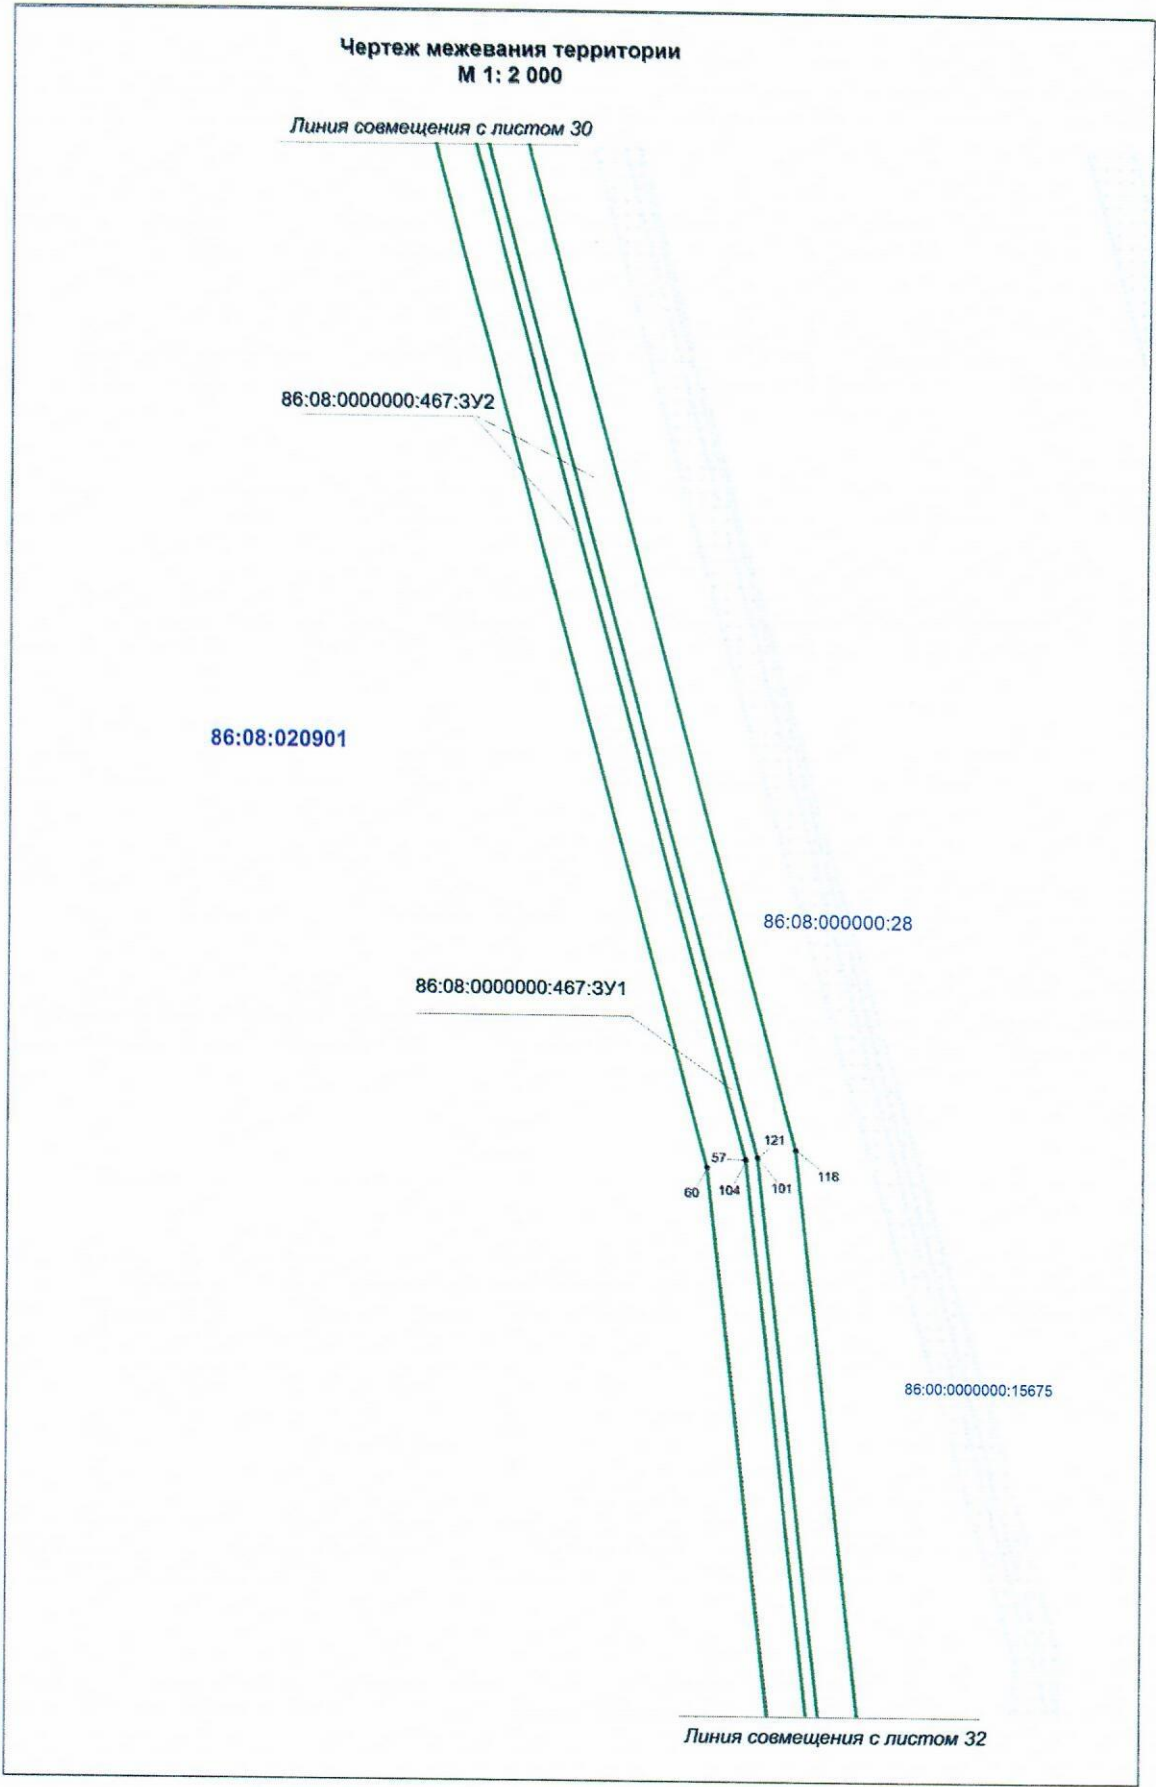 Чертеж межевания территории
М 1: 2 000
Линия совмещения с листом 30
86:08:0000000:467:ЗУ2
86:08:020901
86:08:000000:28
86:08:0000000:467:ЗУ1
121
57
118
60
104
101
86:00:0000000:15675
Линия совмещения с листом 32